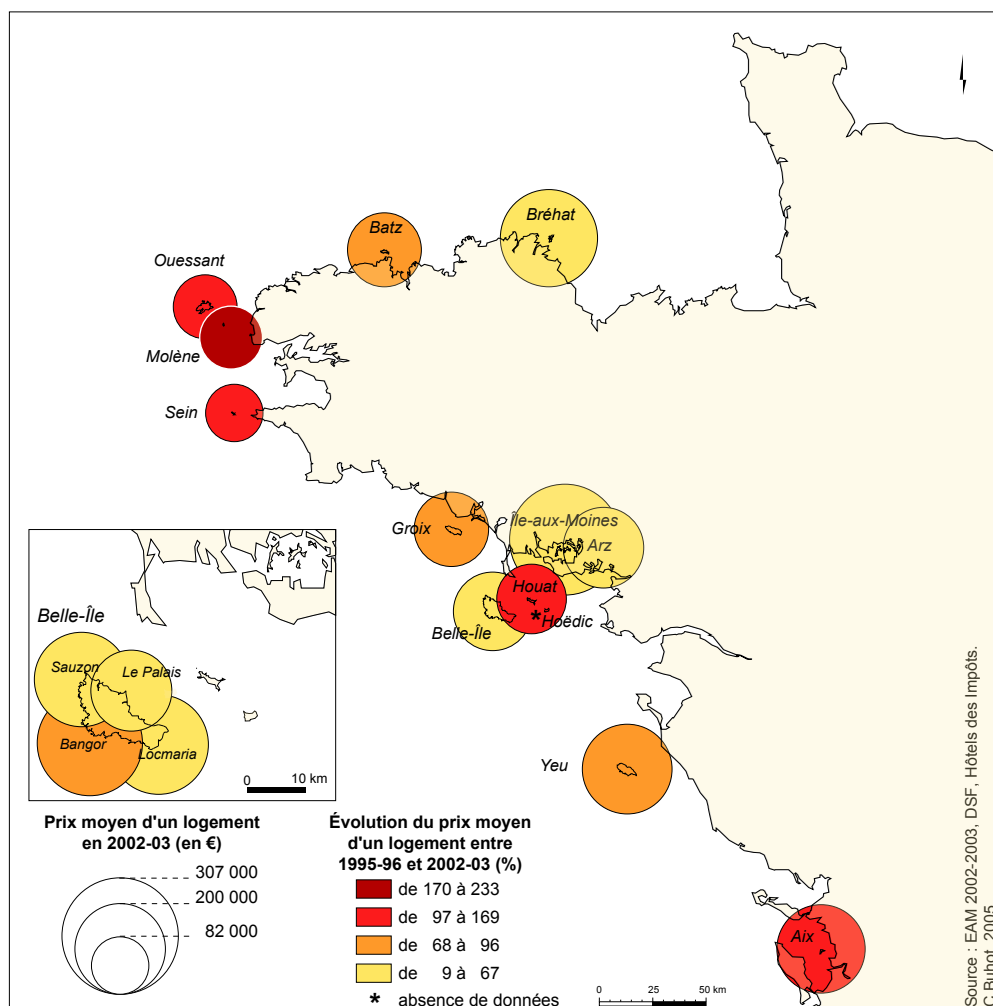 Bréhat
Batz
Ouessant
Molène
Sein
Groix
Île-aux-Moines
Arz
Houat
* Hoëdic
Belle-Île
Yeu
Aix
Belle-Île
Sauzon
Le Palais
Bangor
Locmaria
0 10 km
Prix moyen d'un logement
en 2002-03 (en €)
307 000
200 000
82 000
Évolution du prix moyen
d'un logement entre
1995-96 et 2002-03 (%)
de 170 à 233
de 97 à 169
de 68 à 96
de 9 à 67
* absence de données
0 25 50 km
Source : EAM 2002-2003, DSF, Hôtels des Impôts.
Buhot, 2005